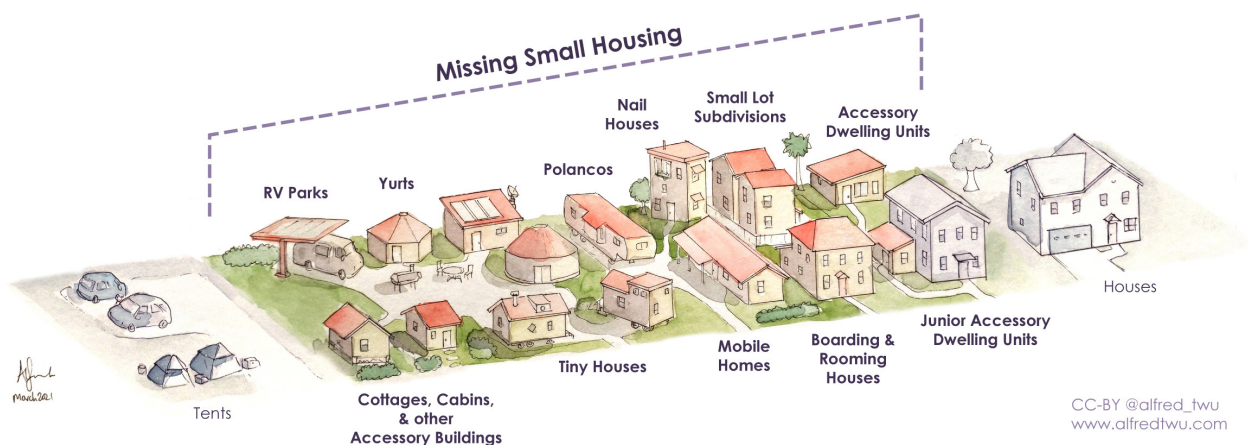 Missing Small Housing
Nail
Houses
Small Lot
Subdivisions
Accessory
Dwelling Units
Polancos
Yurts
RV Parks
Houses
Junior Accessory
Dwelling Units
Boarding &
Rooming
Houses
Mobile
Homes
Tiny Houses
Cottages, Cabins,
& other
Accessory Buildings
Tents
March 2021
CC-BY @alfred_twu
www.alfredtwu.com